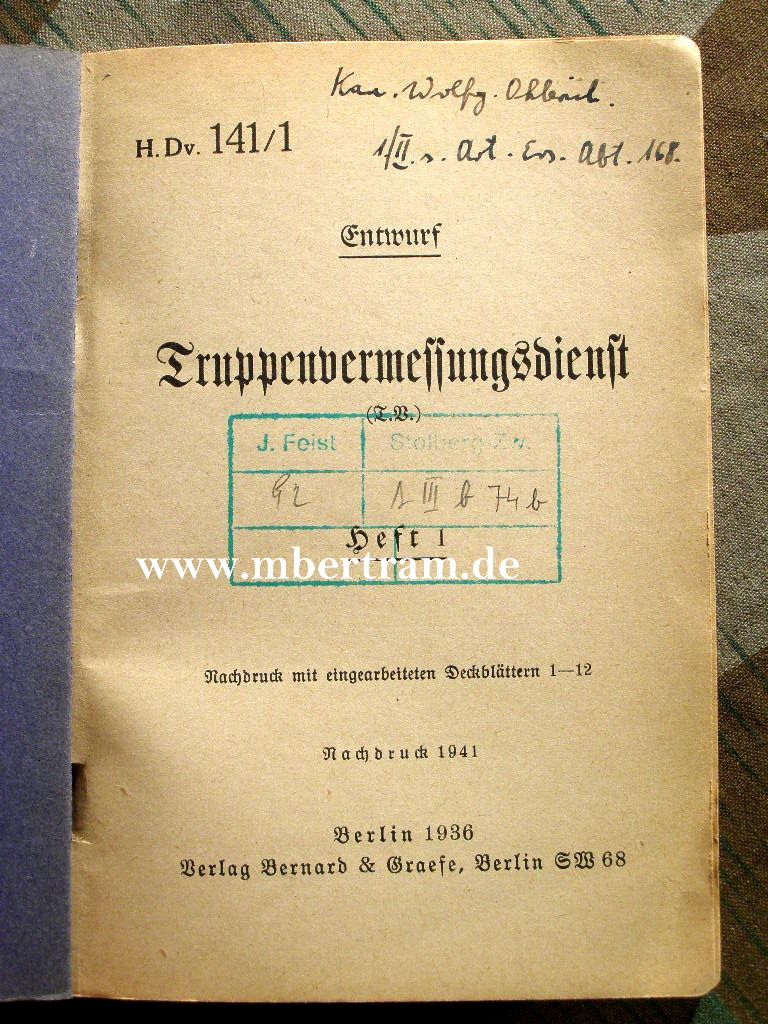 Kan. Wolfg.
H.Dv. 141/1
1/II. s. Art. Ers. Abt. 168.
Entwurf
Truppenvermessungsdienst
(T.V.)
J. Feist Stolberg Zw.
G2 1 III b 74 b
Heft 1
www.mbertram.de
Nachdruck mit eingearbeiteten Deckblättern 1—12
Nachdruck 1941
Berlin 1936
Verlag Bernard & Graefe, Berlin SW 68